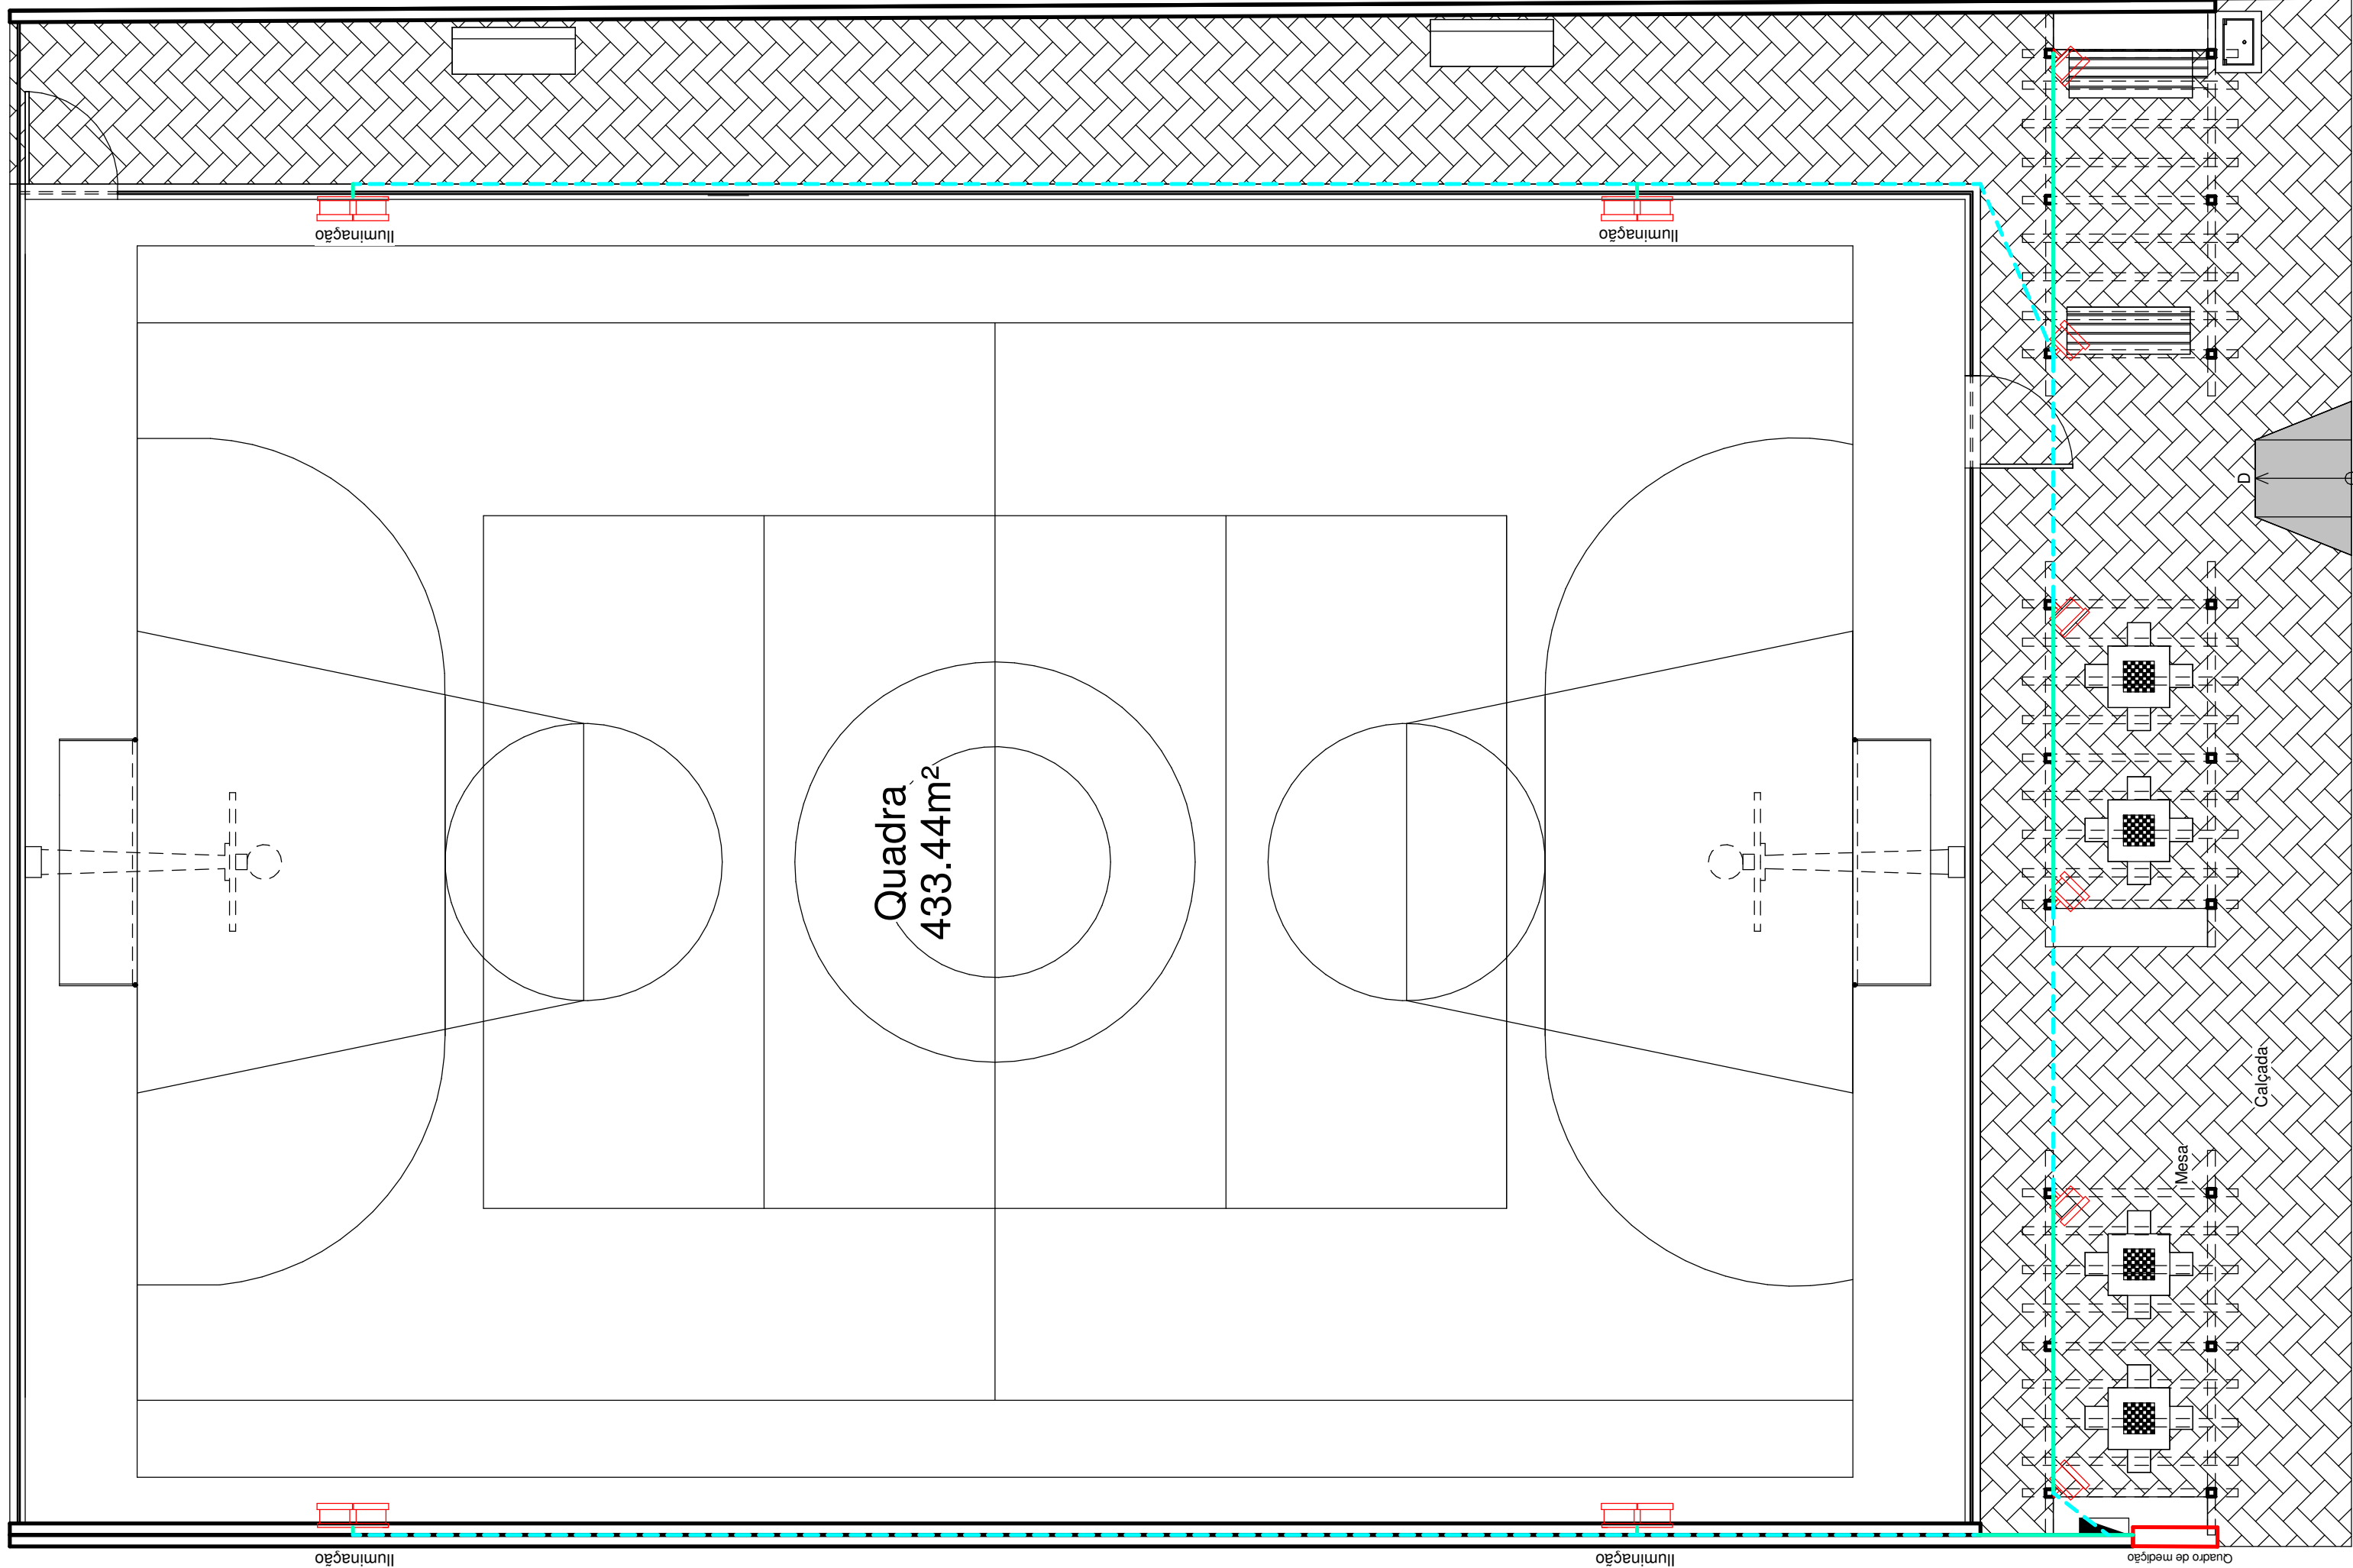 Iluminação
Iluminação
D
Quadra
433.44m²
Calçada
Mesa
Iluminação
Iluminação
Quadro de medição